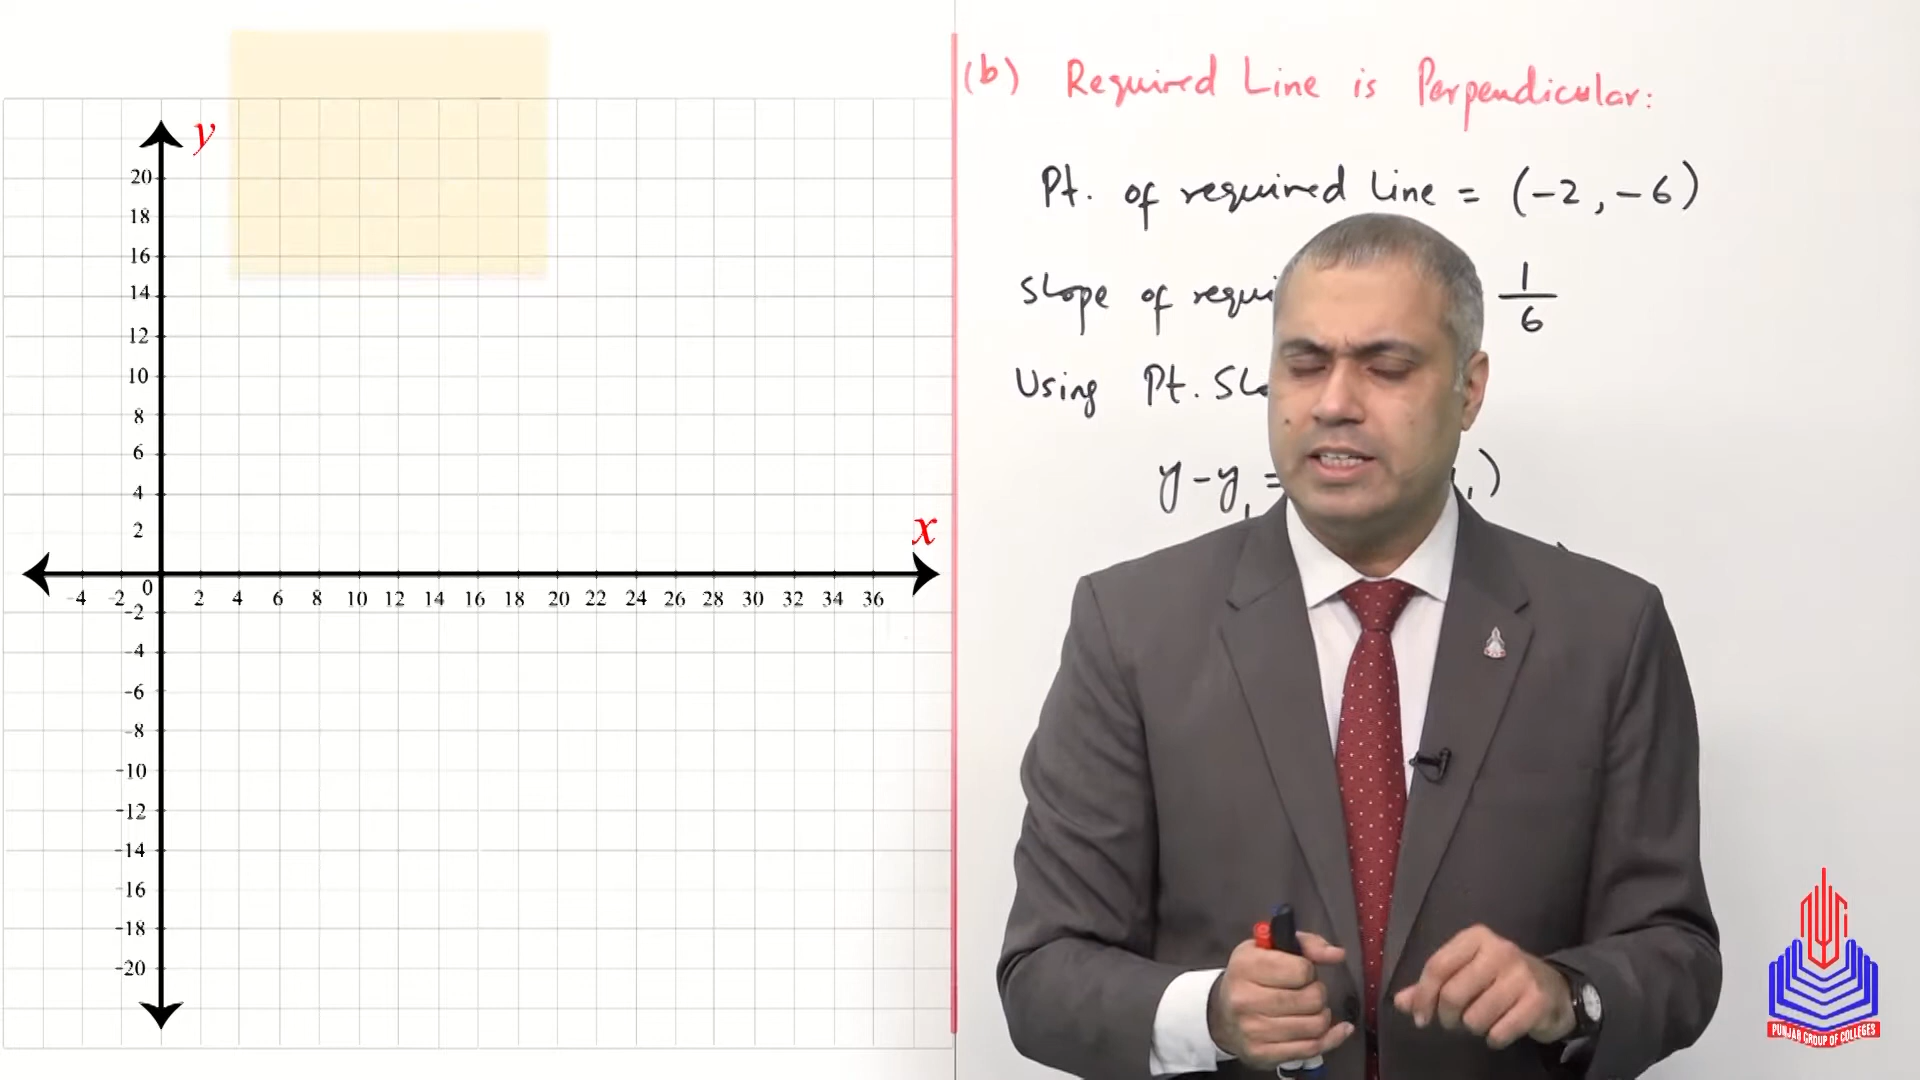 y
20
18
16
14
12
10
8
6
4
2
x
0
-4 -2 2 4 6 8 10 12 14 16 18 20 22 24 26 28 30 32 34 36
-2
-4
-6
-8
-10
-12
-14
-16
-18
-20
(b) Required Line is Perpendicular:
Pt. of required Line = (-2, -6)
Slope of 1/6
Using Pt.
y-y₁ = ₁)
PUNJAB GROUP OF COLLEGES